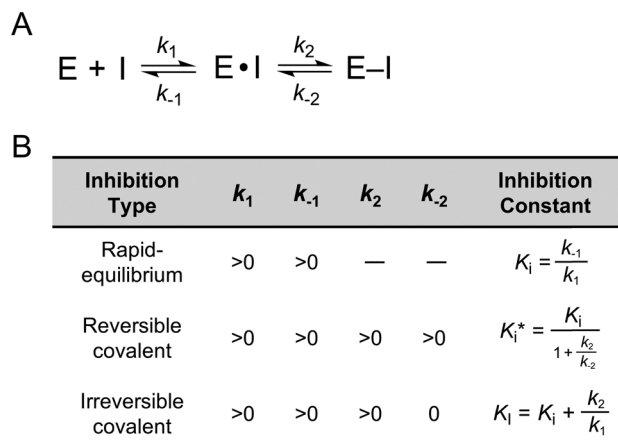 A
k1
k2
E + I ⇌ E•I ⇌ E–I
k-1
k-2
B
Inhibition Type k1 k-1 k2 k-2 Inhibition Constant
Rapid-equilibrium >0 >0 — — Ki = k-1/k1
Reversible covalent >0 >0 >0 >0 Ki* = Ki/(1 + k2/k-2)
Irreversible covalent >0 >0 >0 0 KI = Ki + k2/k1